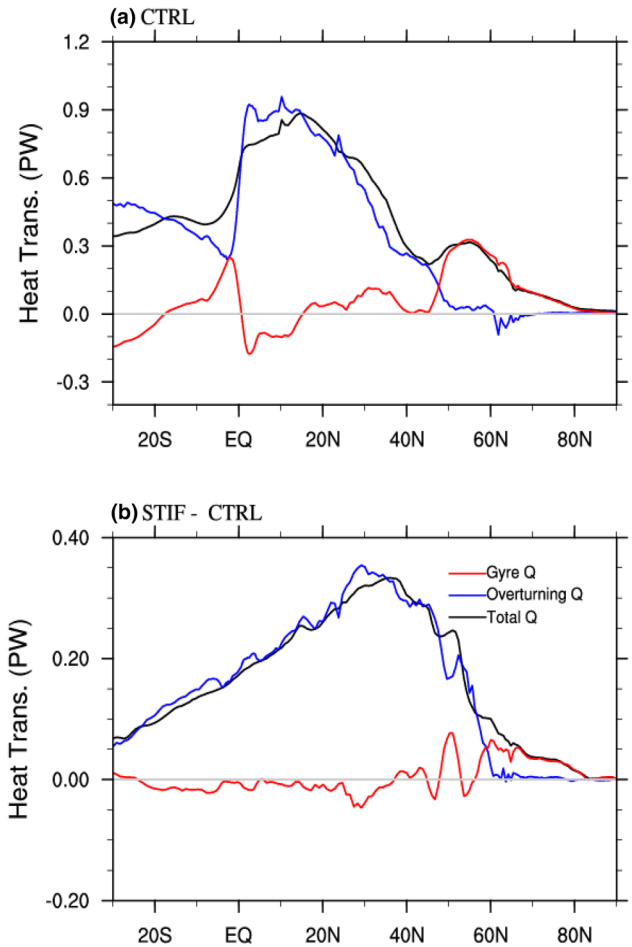 (a) CTRL
1.2
0.9
0.6
0.3
0.0
-0.3
Heat Trans. (PW)
20S EQ 20N 40N 60N 80N
(b) STIF - CTRL
0.40
0.20
0.00
-0.20
Heat Trans. (PW)
Gyre Q
Overturning Q
Total Q
20S EQ 20N 40N 60N 80N